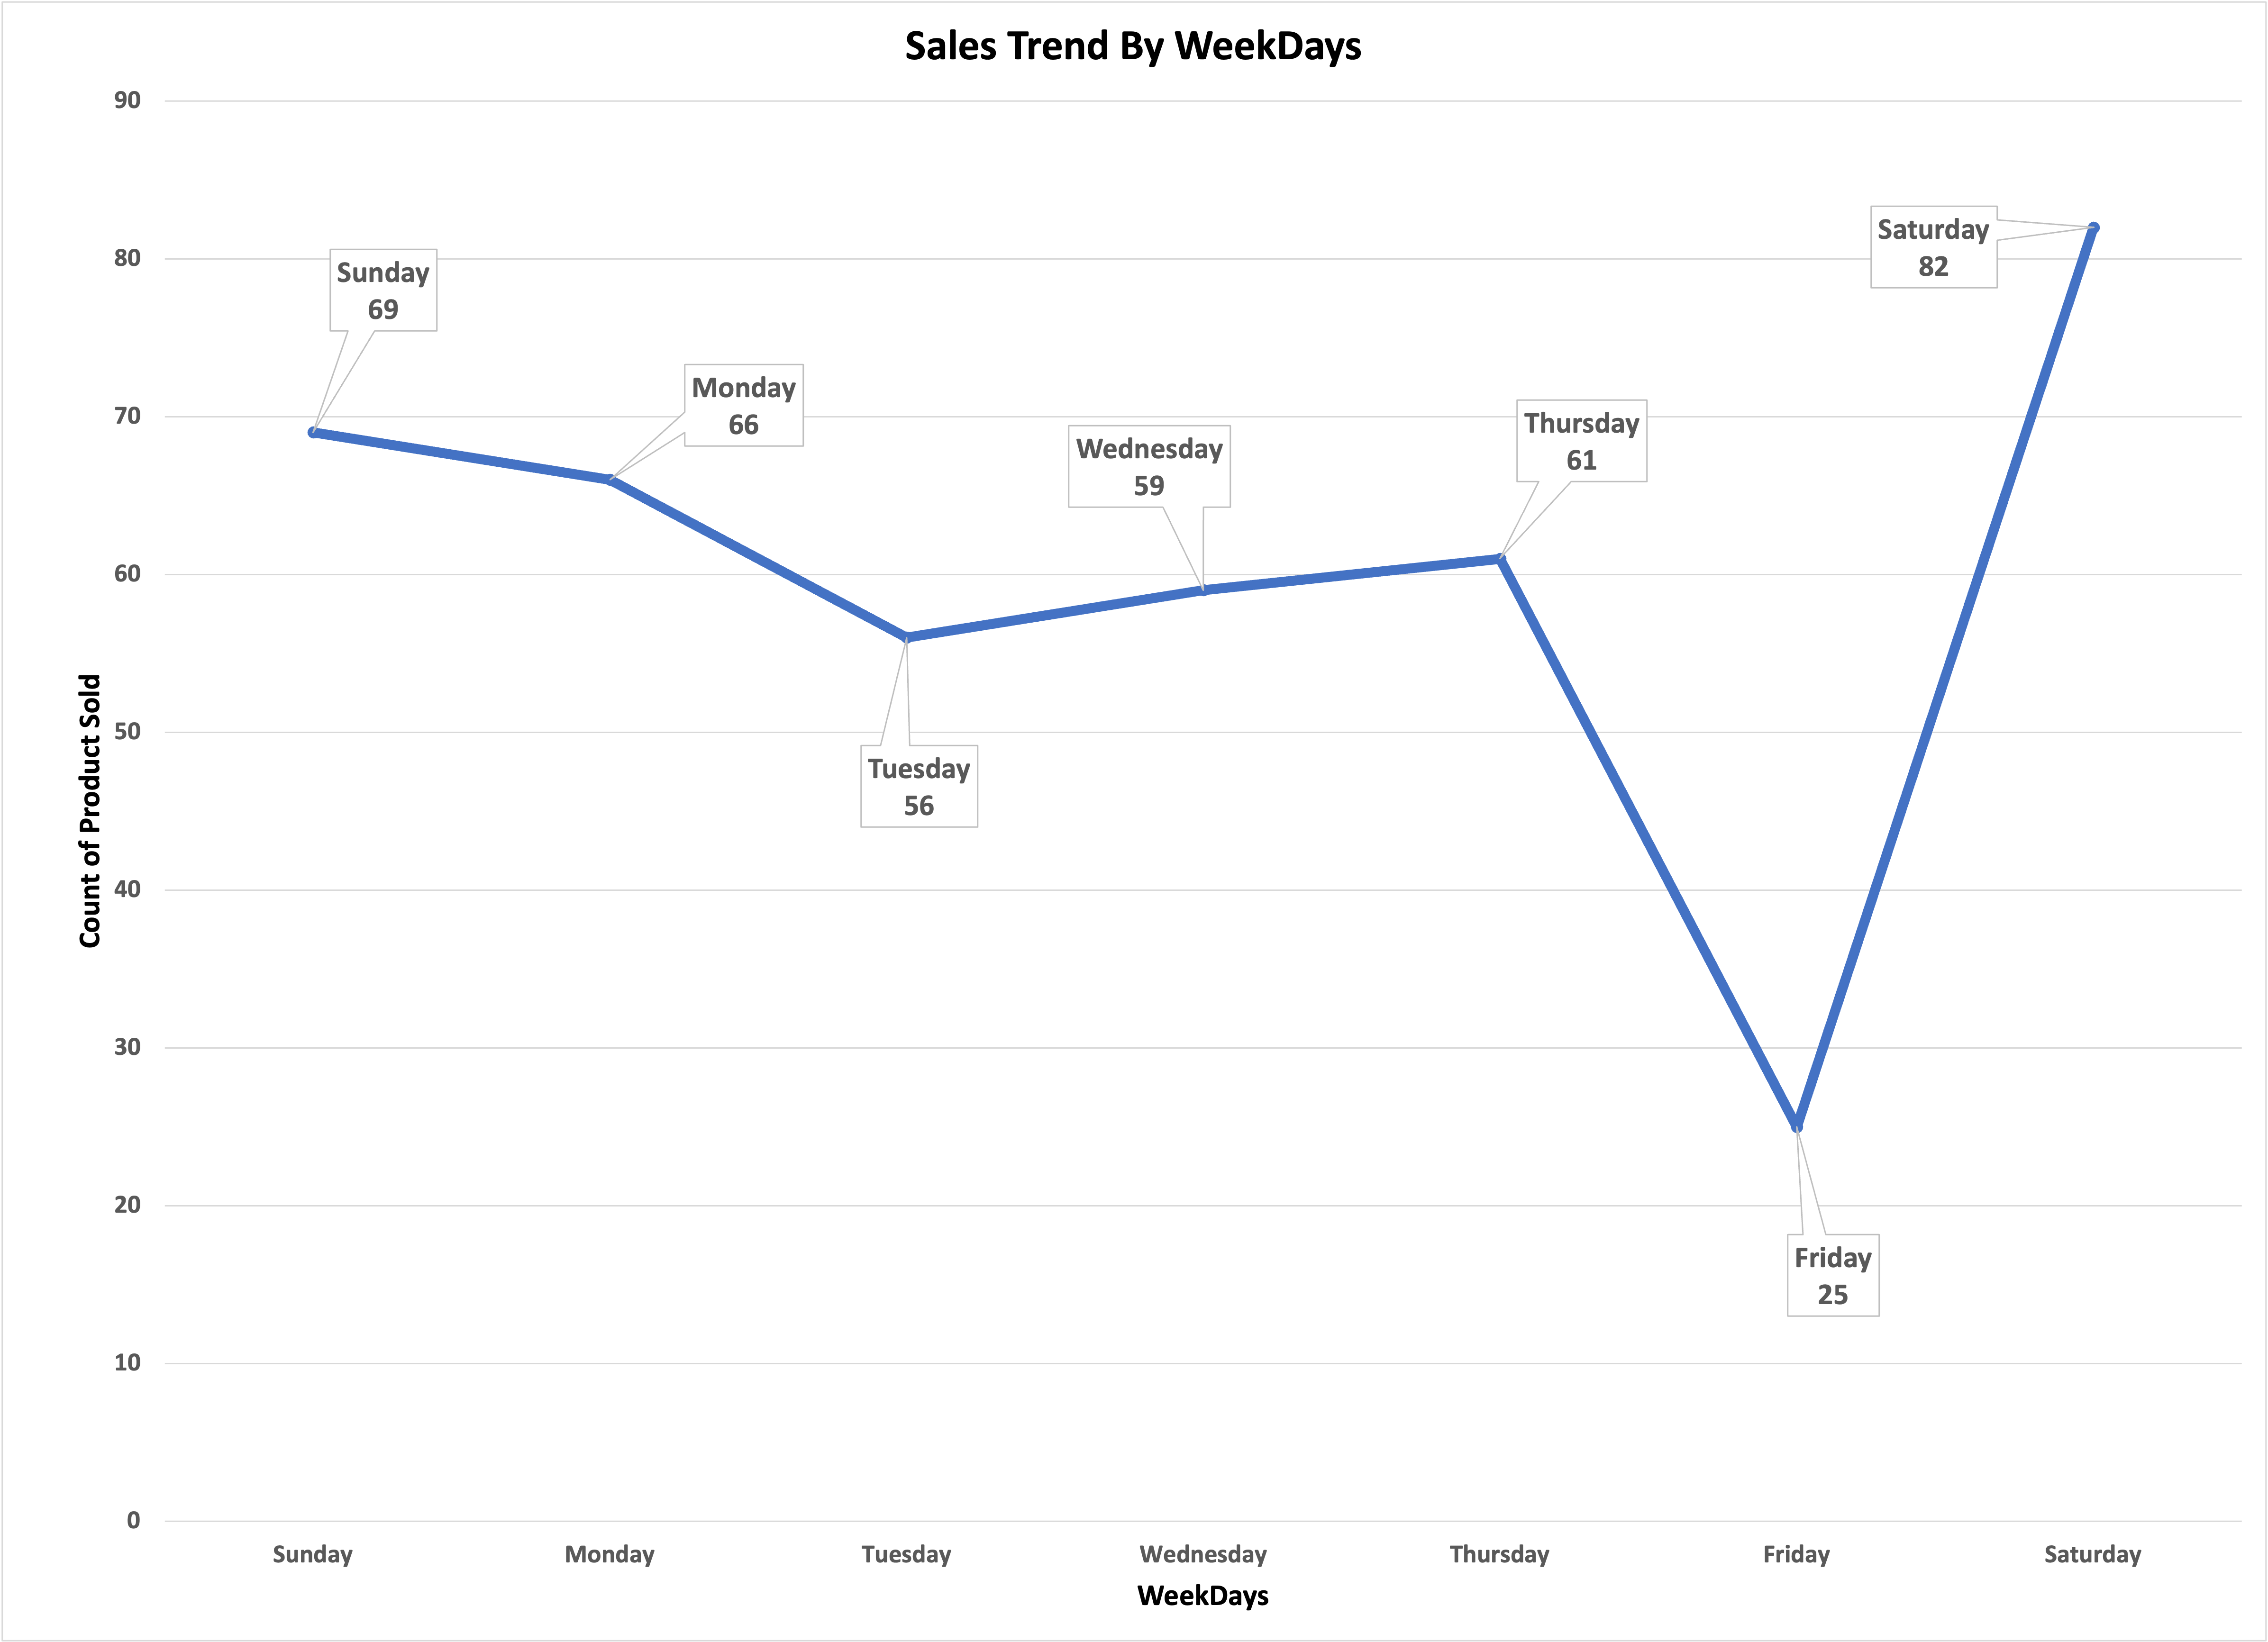 Sales Trend By WeekDays
90
80
70
60
50
40
30
20
10
0
Count of Product Sold
Sunday
69
Monday
66
Tuesday
56
Wednesday
59
Thursday
61
Friday
25
Saturday
82
Sunday Monday Tuesday Wednesday Thursday Friday Saturday
WeekDays